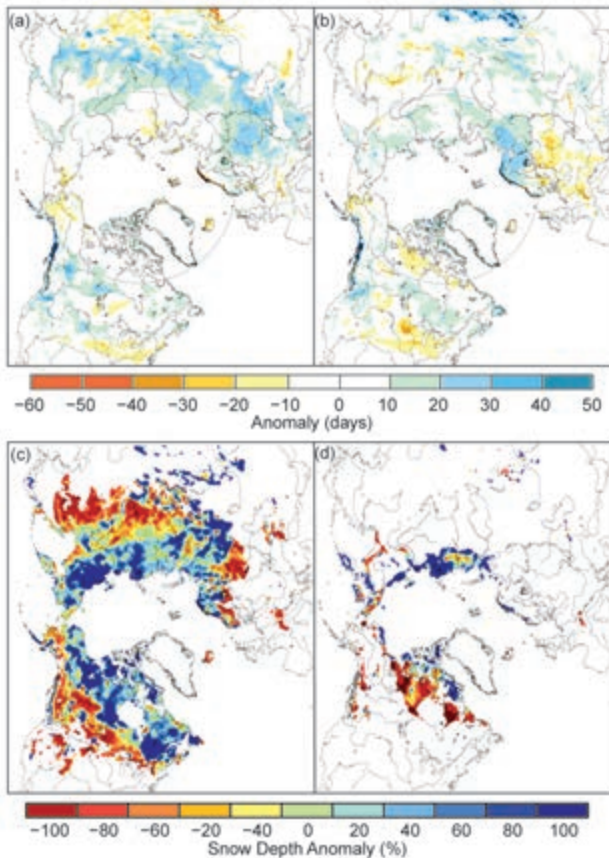 (a) (b)
−60 −50 −40 −30 −20 −10 0 10 20 30 40 50
Anomaly (days)
(c) (d)
−100 −80 −60 −20 −40 0 20 40 60 80 100
Snow Depth Anomaly (%)